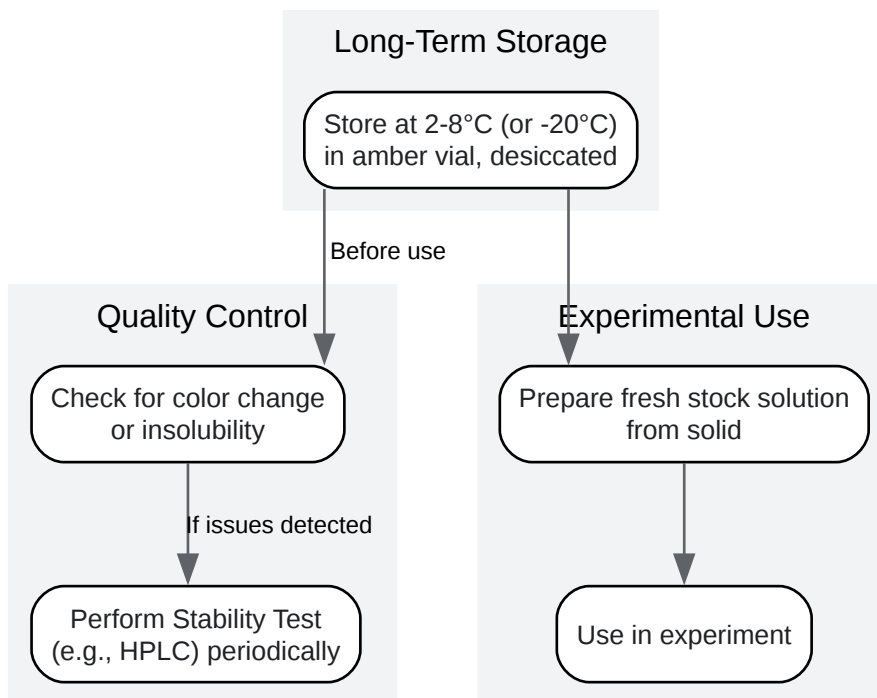 Long-Term Storage
Store at 2-8°C (or -20°C)
in amber vial, desiccated
Before use
Quality Control
Check for color change
or insolubility
If issues detected
Perform Stability Test
(e.g., HPLC) periodically
Experimental Use
Prepare fresh stock solution
from solid
Use in experiment